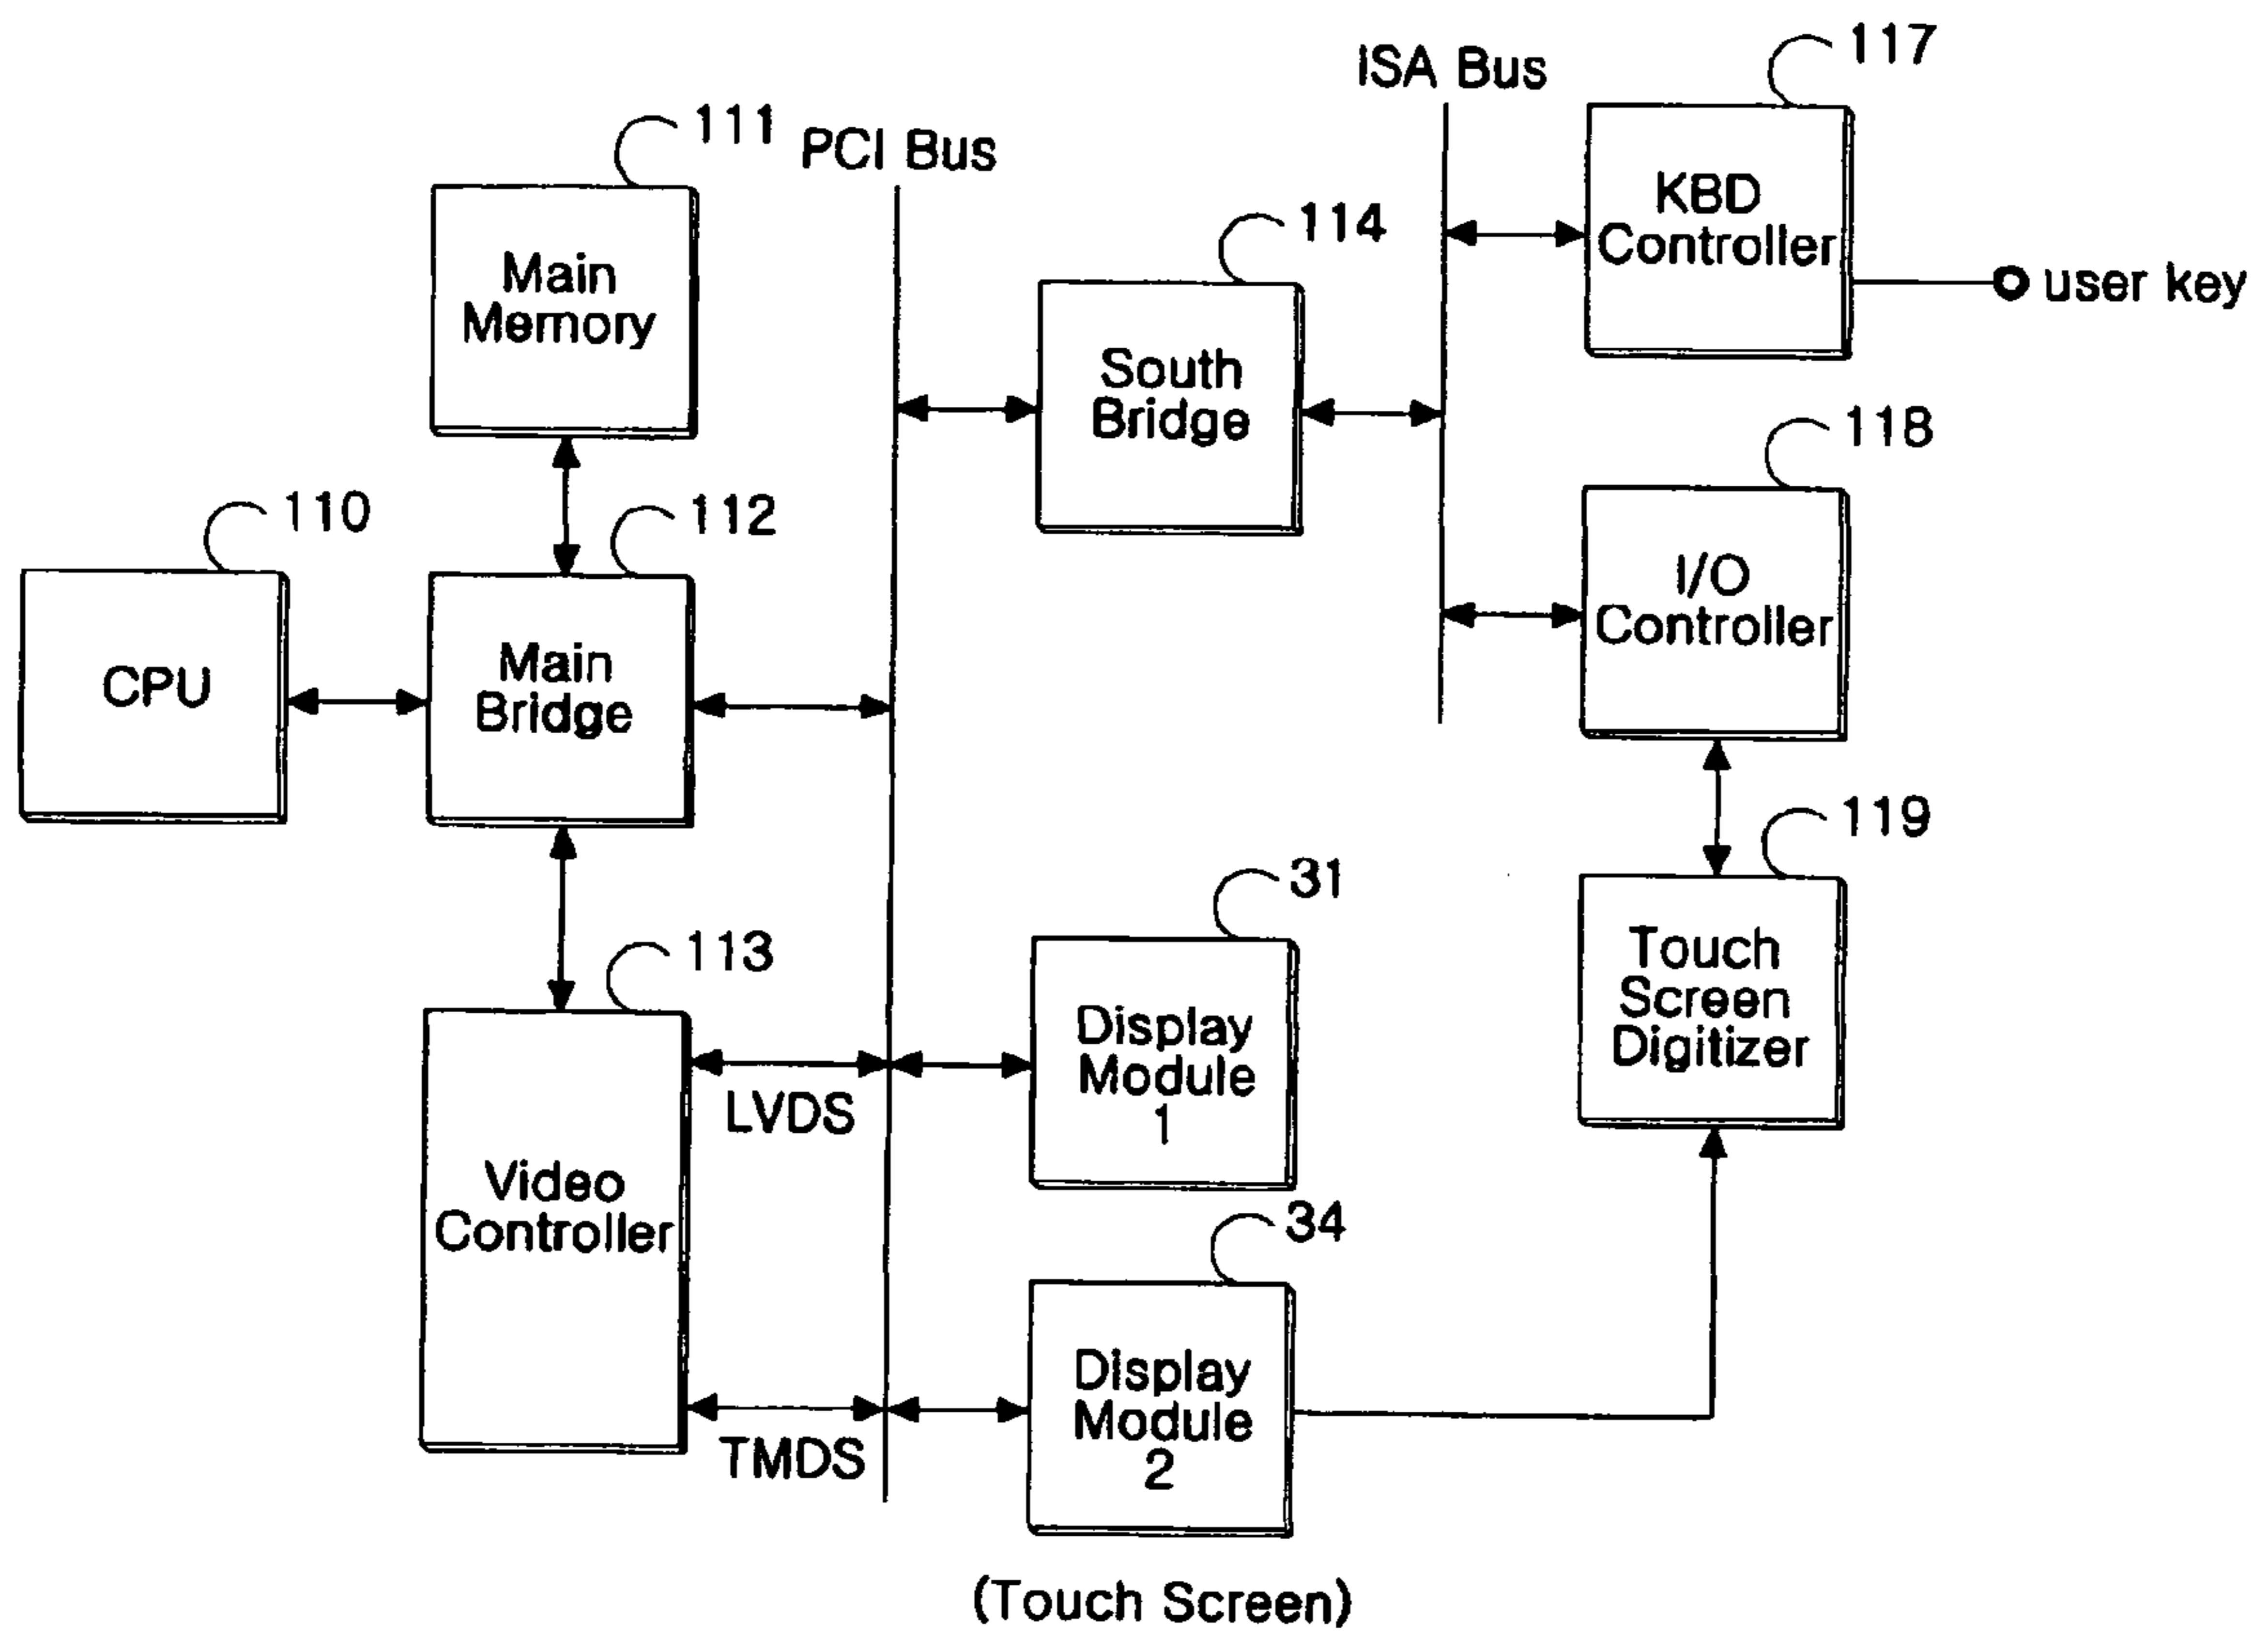 ISA Bus
117
111
PCI Bus
KBD
Controller
114
user key
Main
Memory
South
Bridge
118
110
112
I/O
Controller
CPU
Main
Bridge
119
31
113
Touch
Screen
Digitizer
Display
Module
1
LVDS
Video
Controller
34
Display
Module
2
TMDS
(Touch Screen)